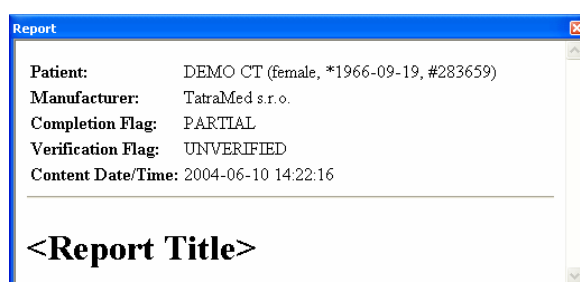 Report
Patient: DEMO CT (female, *1966-09-19, #283659)
Manufacturer: TatraMed s.r.o.
Completion Flag: PARTIAL
Verification Flag: UNVERIFIED
Content Date/Time: 2004-06-10 14:22:16
<Report Title>